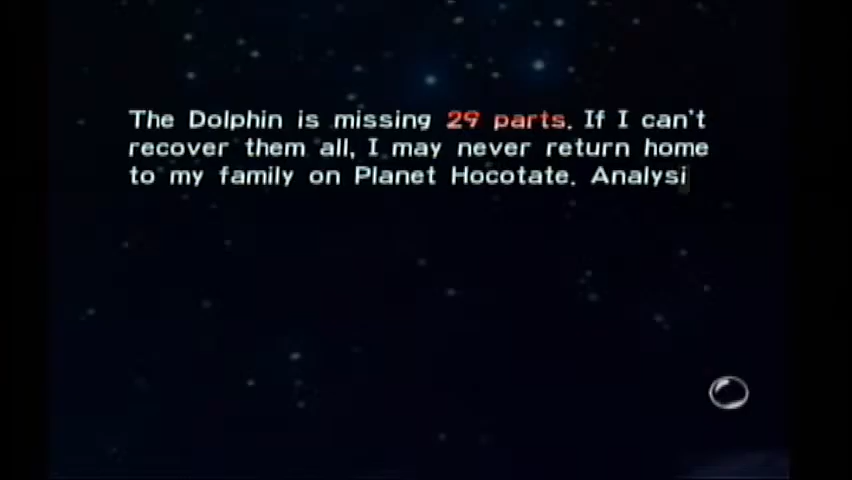 The Dolphin is missing 29 parts. If I can't
recover them all, I may never return home
to my family on Planet Hocotate. Analysi